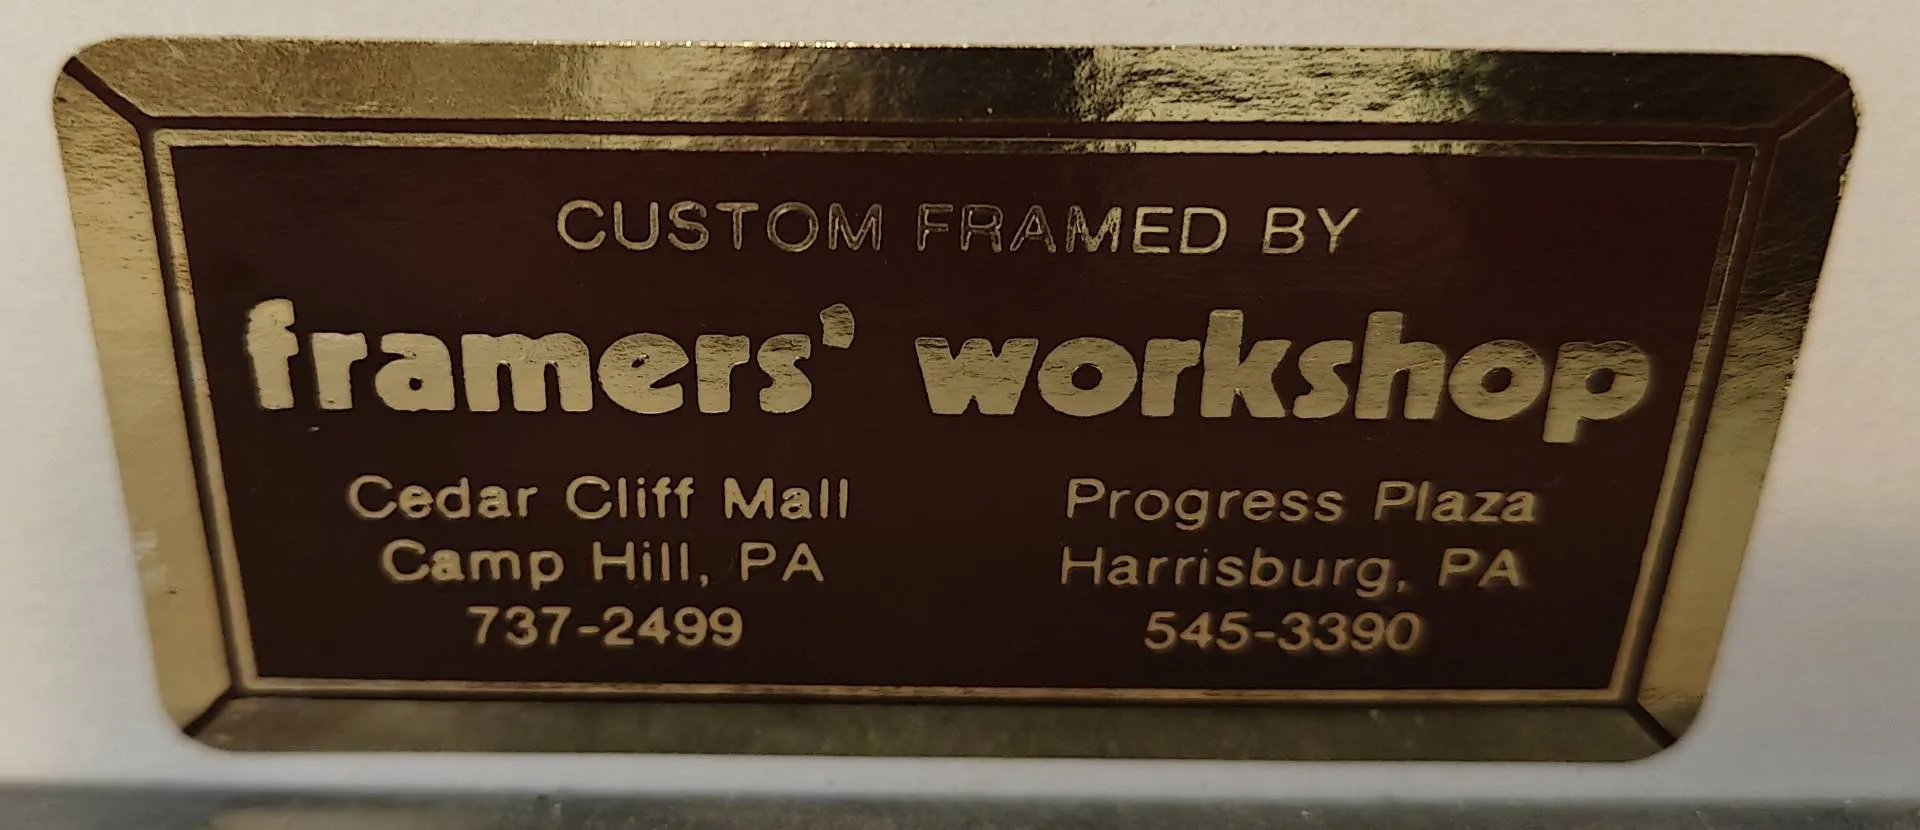 CUSTOM FRAMED BY
framers' workshop
Cedar Cliff Mall
Camp Hill, PA
737-2499
Progress Plaza
Harrisburg, PA
545-3390